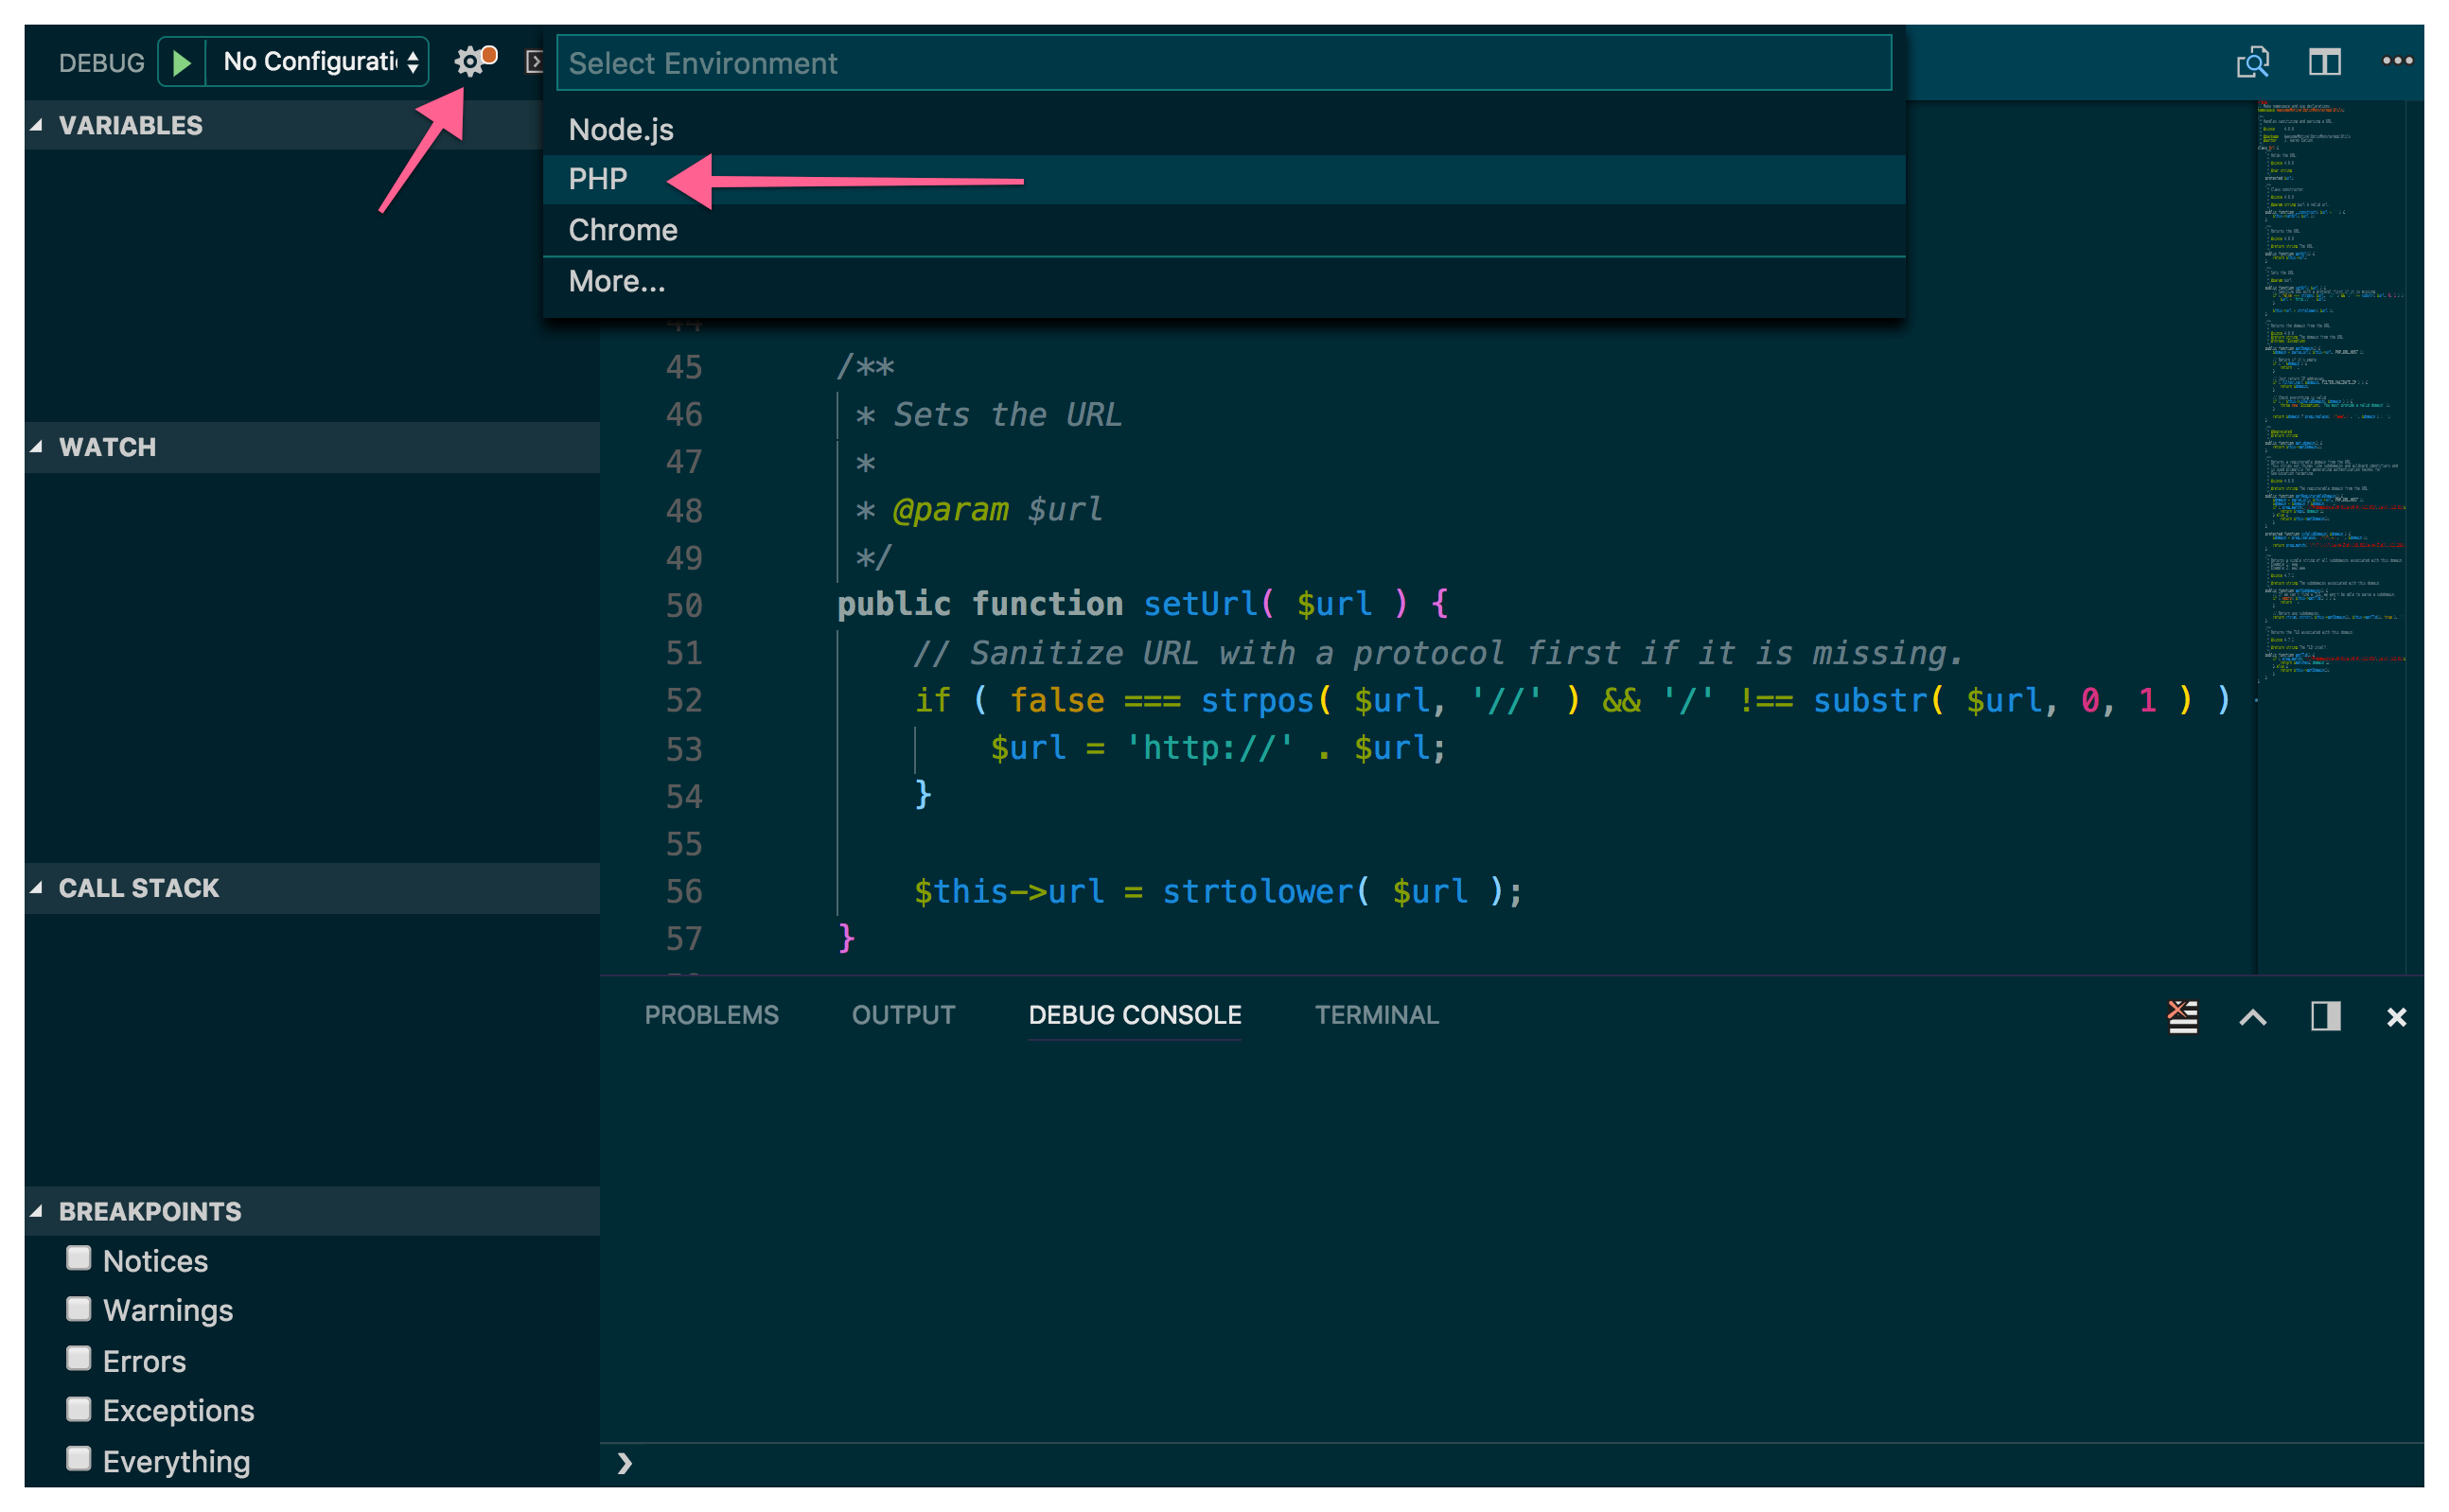 DEBUG No Configurati
Select Environment
Node.js
PHP
Chrome
More...
VARIABLES
WATCH
CALL STACK
BREAKPOINTS
Notices
Warnings
Errors
Exceptions
Everything
44
45 /**
46 * Sets the URL
47 *
48 * @param $url
49 */
50 public function setUrl( $url ) {
51 // Sanitize URL with a protocol first if it is missing.
52 if ( false === strpos( $url, '//' ) && '/' !== substr( $url, 0, 1 ) )
53 $url = 'http://' . $url;
54 }
55
56 $this->url = strtolower( $url );
57 }
PROBLEMS OUTPUT DEBUG CONSOLE TERMINAL